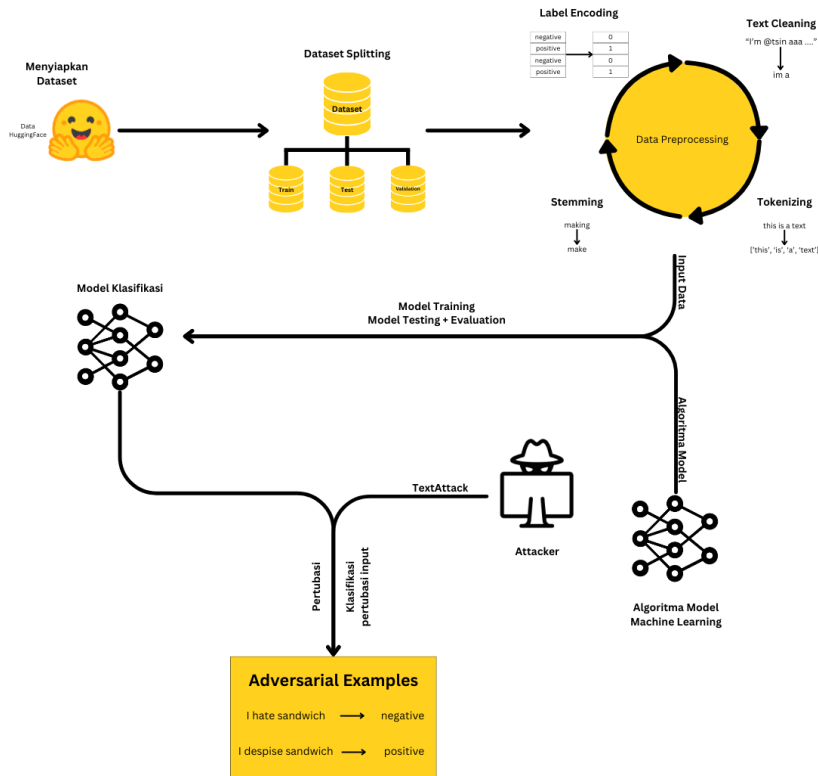 Menyiapkan
Dataset
Data
HuggingFace
Dataset Splitting
Dataset
Train
Test
Validation
Label Encoding
negative
0
positive
1
negative
0
positive
1
Text Cleaning
“I'm @tsin aaa ....”
im a
Data Preprocessing
Stemming
making
make
Tokenizing
this is a text
['this', 'is', 'a', 'text']
Input Data
Model Klasifikasi
Model Training
Model Testing + Evaluation
Algoritma Model
TextAttack
Attacker
Algoritma Model
Machine Learning
Pertubasi
Klasifikasi
pertubasi input
Adversarial Examples
I hate sandwich
negative
I despise sandwich
positive